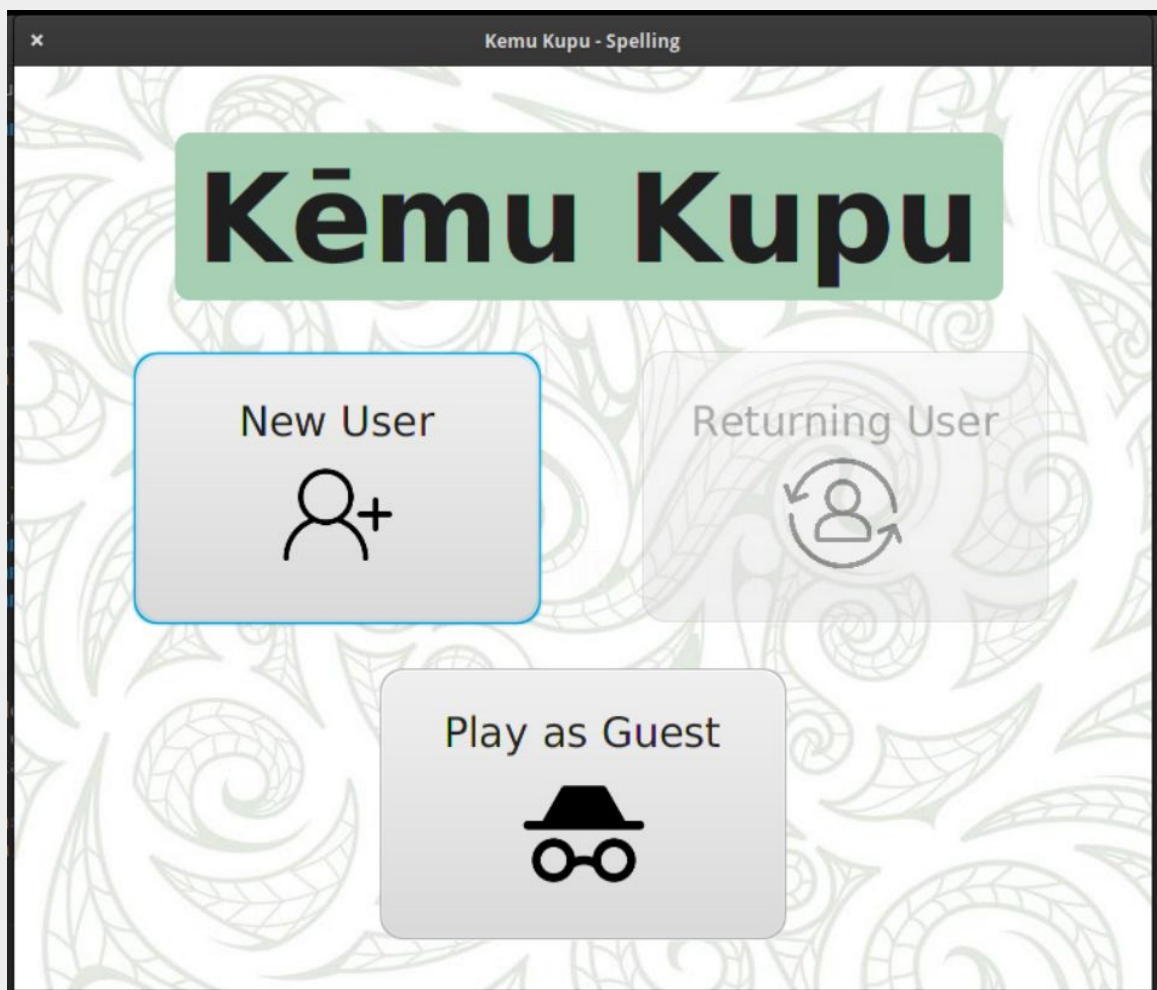 Kemu Kupu - Spelling
Kēmu Kupu
New User
Returning User
Play as Guest